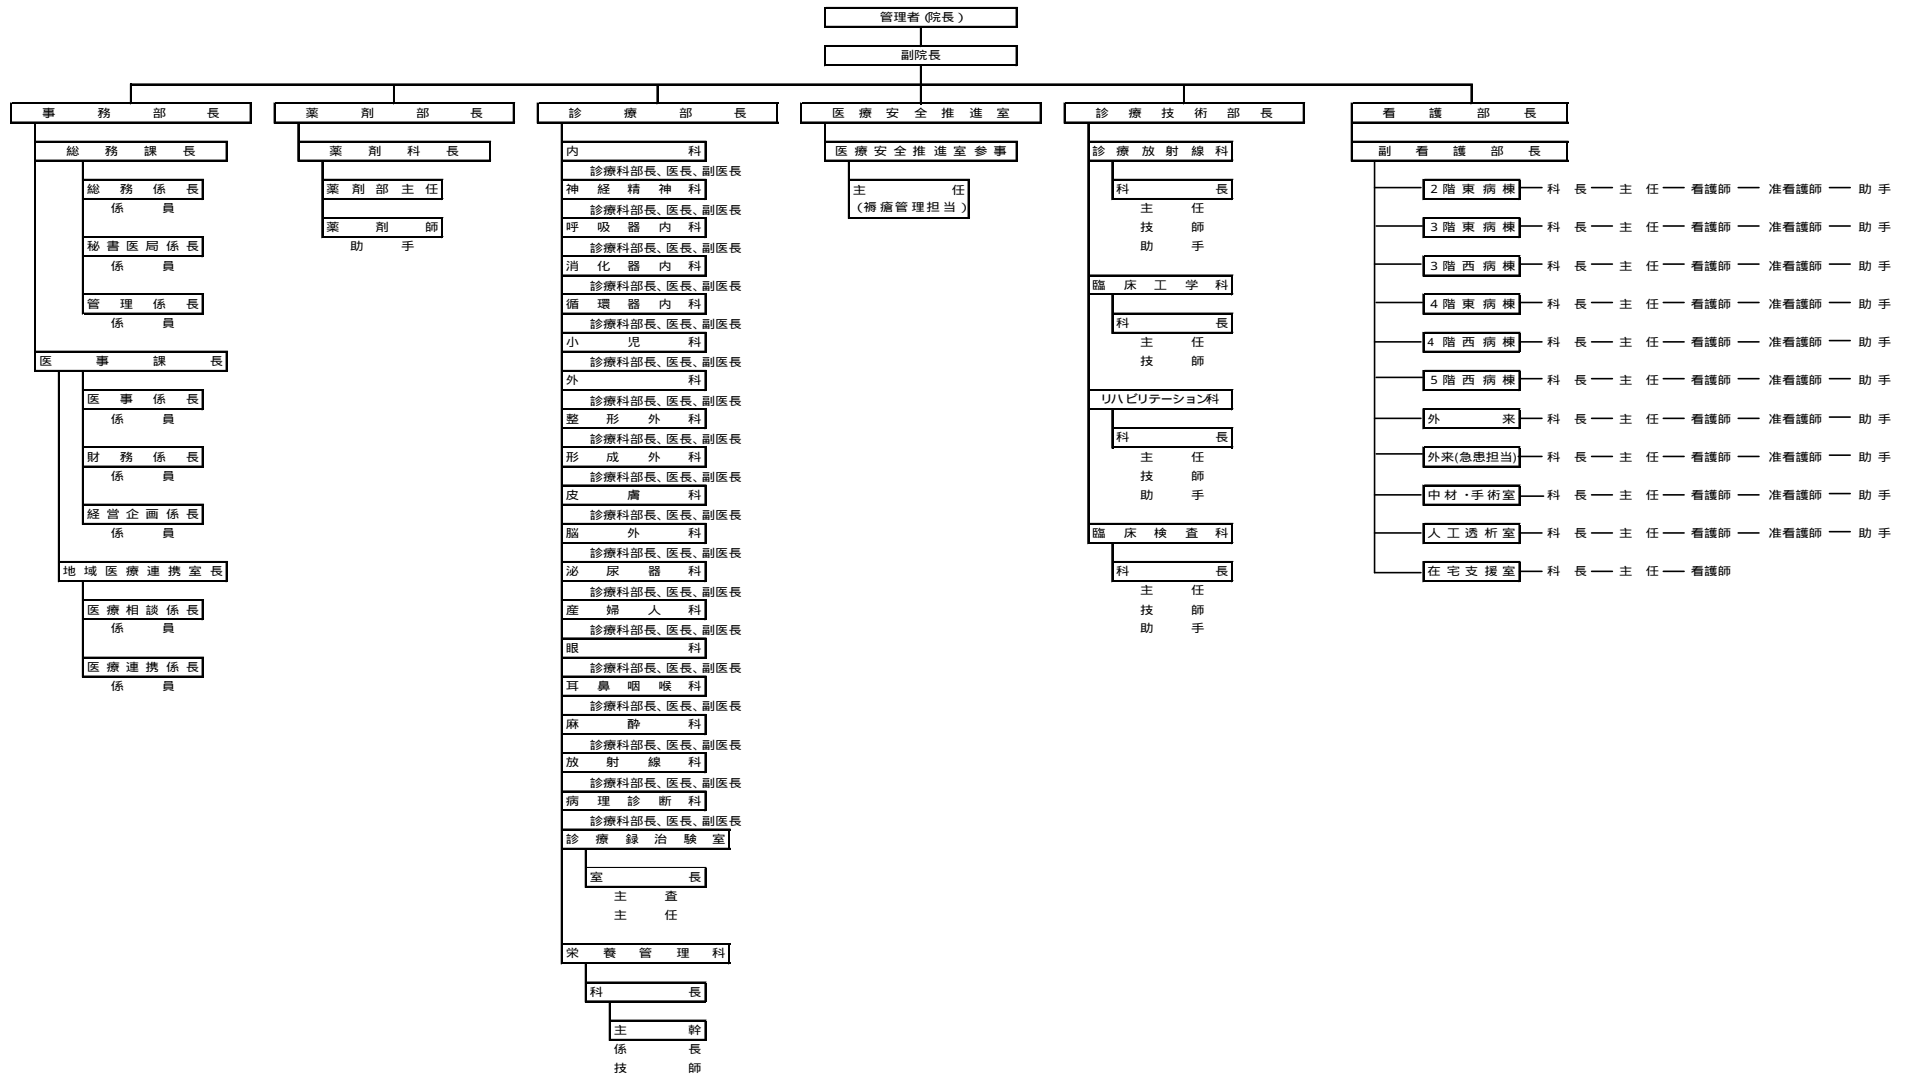 管理者(院長)
副院長
事務部長
総務課長
総務係長
係員
秘書医局係長
係員
管理係長
係員
医事課長
医事係長
係員
財務係長
係員
経営企画係長
係員
地域医療連携室長
医療相談係長
係員
医療連携係長
係員
薬剤部長
薬剤科長
薬剤部主任
薬剤師
助手
診療部長
内科
診療科部長、医長、副医長
神経精神科
診療科部長、医長、副医長
呼吸器内科
診療科部長、医長、副医長
消化器内科
診療科部長、医長、副医長
循環器内科
診療科部長、医長、副医長
小児科
診療科部長、医長、副医長
外科
診療科部長、医長、副医長
整形外科
診療科部長、医長、副医長
形成外科
診療科部長、医長、副医長
皮膚科
診療科部長、医長、副医長
脳外科
診療科部長、医長、副医長
泌尿器科
診療科部長、医長、副医長
産婦人科
診療科部長、医長、副医長
眼科
診療科部長、医長、副医長
耳鼻咽喉科
診療科部長、医長、副医長
麻酔科
診療科部長、医長、副医長
放射線科
診療科部長、医長、副医長
病理診断科
診療科部長、医長、副医長
診療録治験室
室長
主査
主任
栄養管理科
科長
主幹
係長
技師
医療安全推進室
医療安全推進室参事
主任
(褥瘡管理担当)
診療技術部長
診療放射線科
科長
主任
技師
助手
臨床工学科
科長
主任
技師
リハビリテーション科
科長
主任
技師
助手
臨床検査科
科長
主任
技師
助手
看護部長
副看護部長
2階東病棟 科長 主任 看護師 准看護師 助手
3階東病棟 科長 主任 看護師 准看護師 助手
3階西病棟 科長 主任 看護師 准看護師 助手
4階東病棟 科長 主任 看護師 准看護師 助手
4階西病棟 科長 主任 看護師 准看護師 助手
5階西病棟 科長 主任 看護師 准看護師 助手
外来 科長 主任 看護師 准看護師 助手
外来(急患担当) 科長 主任 看護師 准看護師 助手
中材・手術室 科長 主任 看護師 准看護師 助手
人工透析室 科長 主任 看護師 准看護師 助手
在宅支援室 科長 主任 看護師